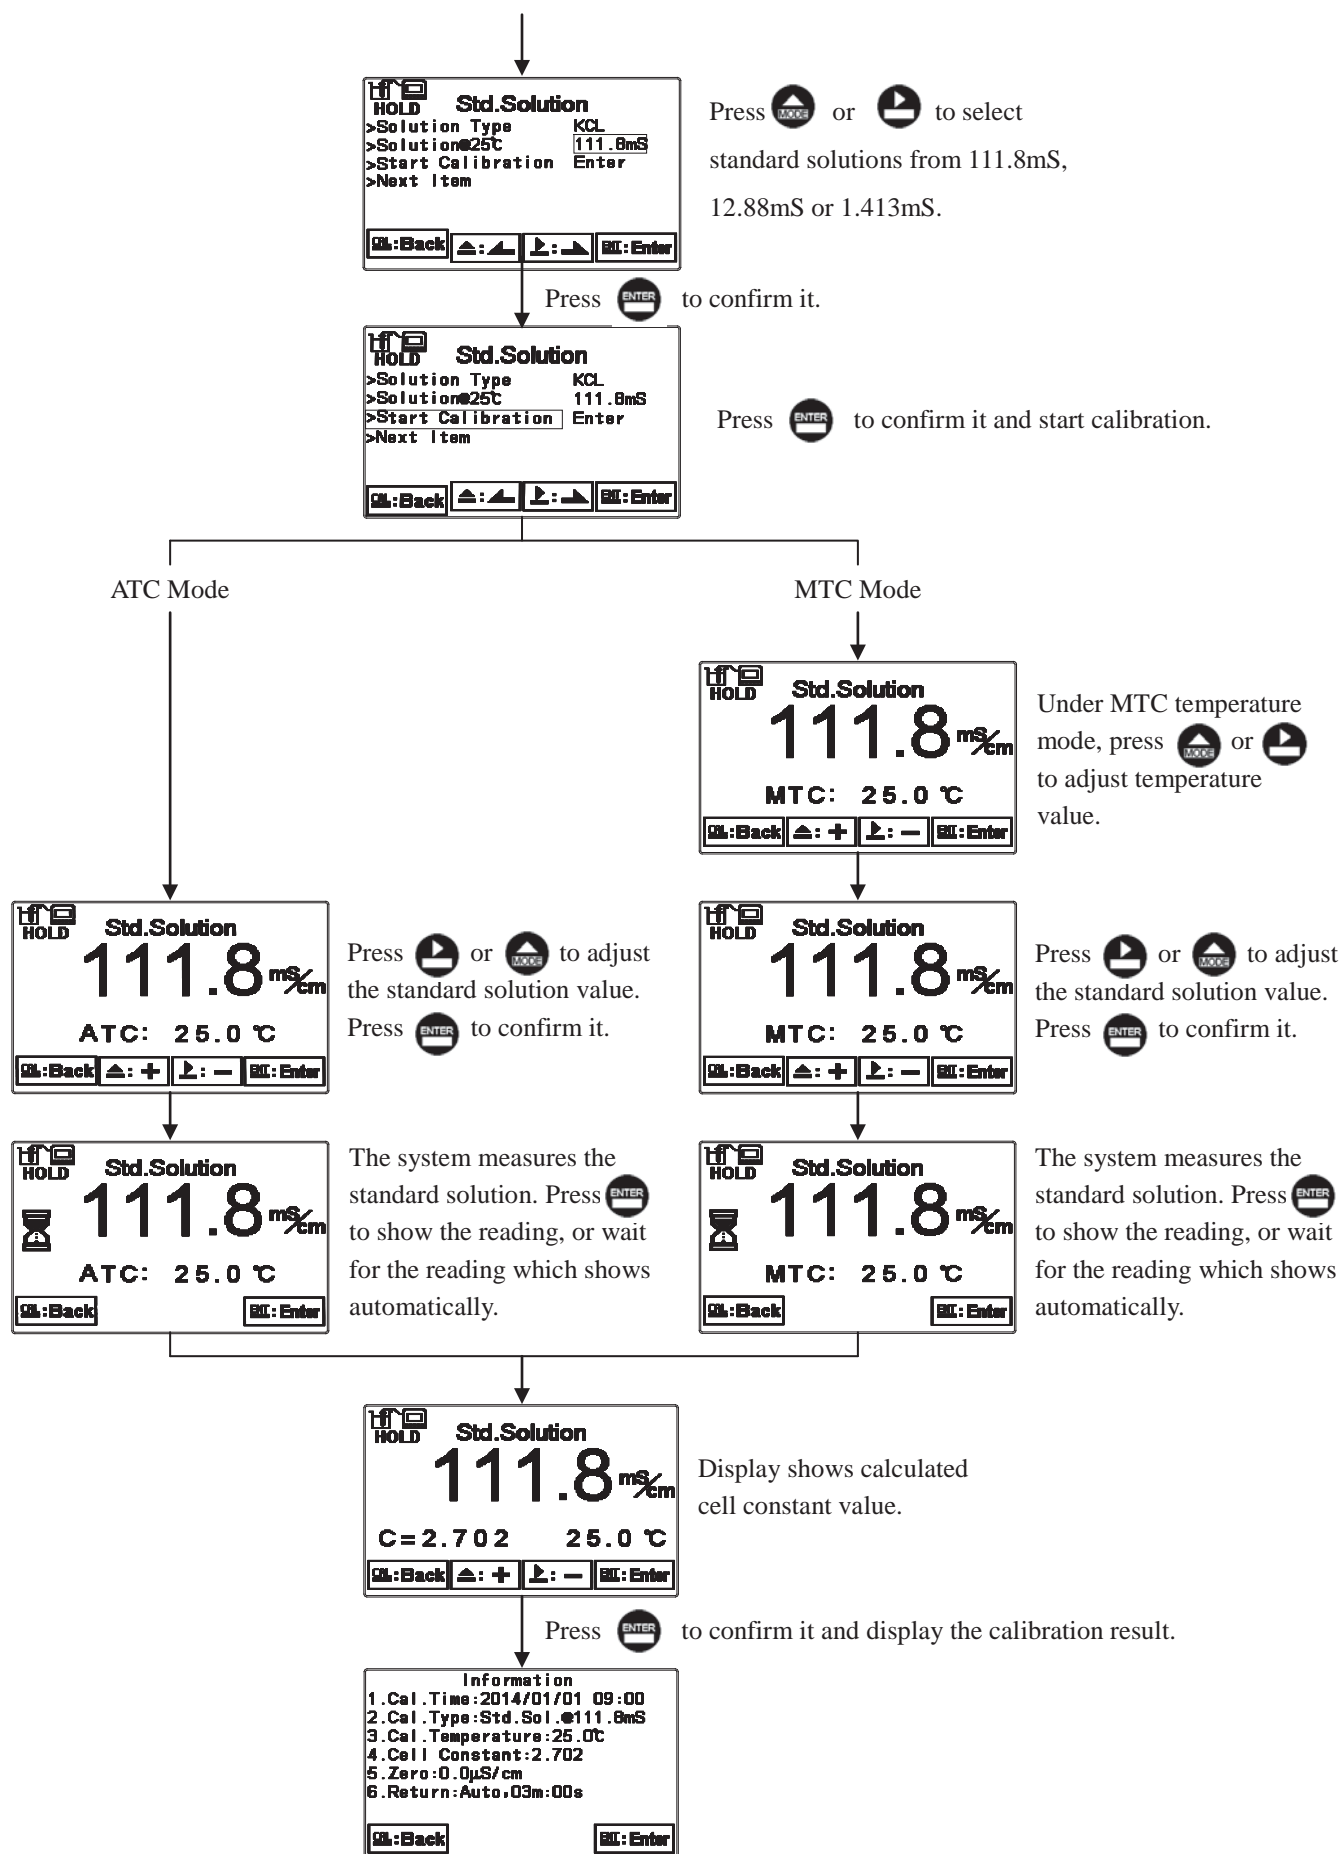 HOLD Std.Solution
>Solution Type KCL
>Solution@25℃ 111.8mS
>Start Calibration Enter
>Next Item
CAL:Back ENT:Enter
Press MODE or to select
standard solutions from 111.8mS,
12.88mS or 1.413mS.
Press ENTER to confirm it.
HOLD Std.Solution
>Solution Type KCL
>Solution@25℃ 111.8mS
>Start Calibration Enter
>Next Item
CAL:Back ENT:Enter
Press ENTER to confirm it and start calibration.
ATC Mode
MTC Mode
HOLD Std.Solution
111.8 mS/cm
MTC: 25.0 ℃
CAL:Back : + : — ENT:Enter
Under MTC temperature
mode, press MODE or
to adjust temperature
value.
HOLD Std.Solution
111.8 mS/cm
ATC: 25.0 ℃
CAL:Back : + : — ENT:Enter
Press or MODE to adjust
the standard solution value.
Press ENTER to confirm it.
HOLD Std.Solution
111.8 mS/cm
MTC: 25.0 ℃
CAL:Back : + : — ENT:Enter
Press or MODE to adjust
the standard solution value.
Press ENTER to confirm it.
HOLD Std.Solution
111.8 mS/cm
ATC: 25.0 ℃
CAL:Back ENT:Enter
The system measures the
standard solution. Press ENTER
to show the reading, or wait
for the reading which shows
automatically.
HOLD Std.Solution
111.8 mS/cm
MTC: 25.0 ℃
CAL:Back ENT:Enter
The system measures the
standard solution. Press ENTER
to show the reading, or wait
for the reading which shows
automatically.
HOLD Std.Solution
111.8 mS/cm
C=2.702 25.0 ℃
CAL:Back : + : — ENT:Enter
Display shows calculated
cell constant value.
Press ENTER to confirm it and display the calibration result.
Information
1.Cal.Time:2014/01/01 09:00
2.Cal.Type:Std.Sol.@111.8mS
3.Cal.Temperature:25.0℃
4.Cell Constant:2.702
5.Zero:0.0µS/cm
6.Return:Auto,03m:00s
CAL:Back ENT:Enter